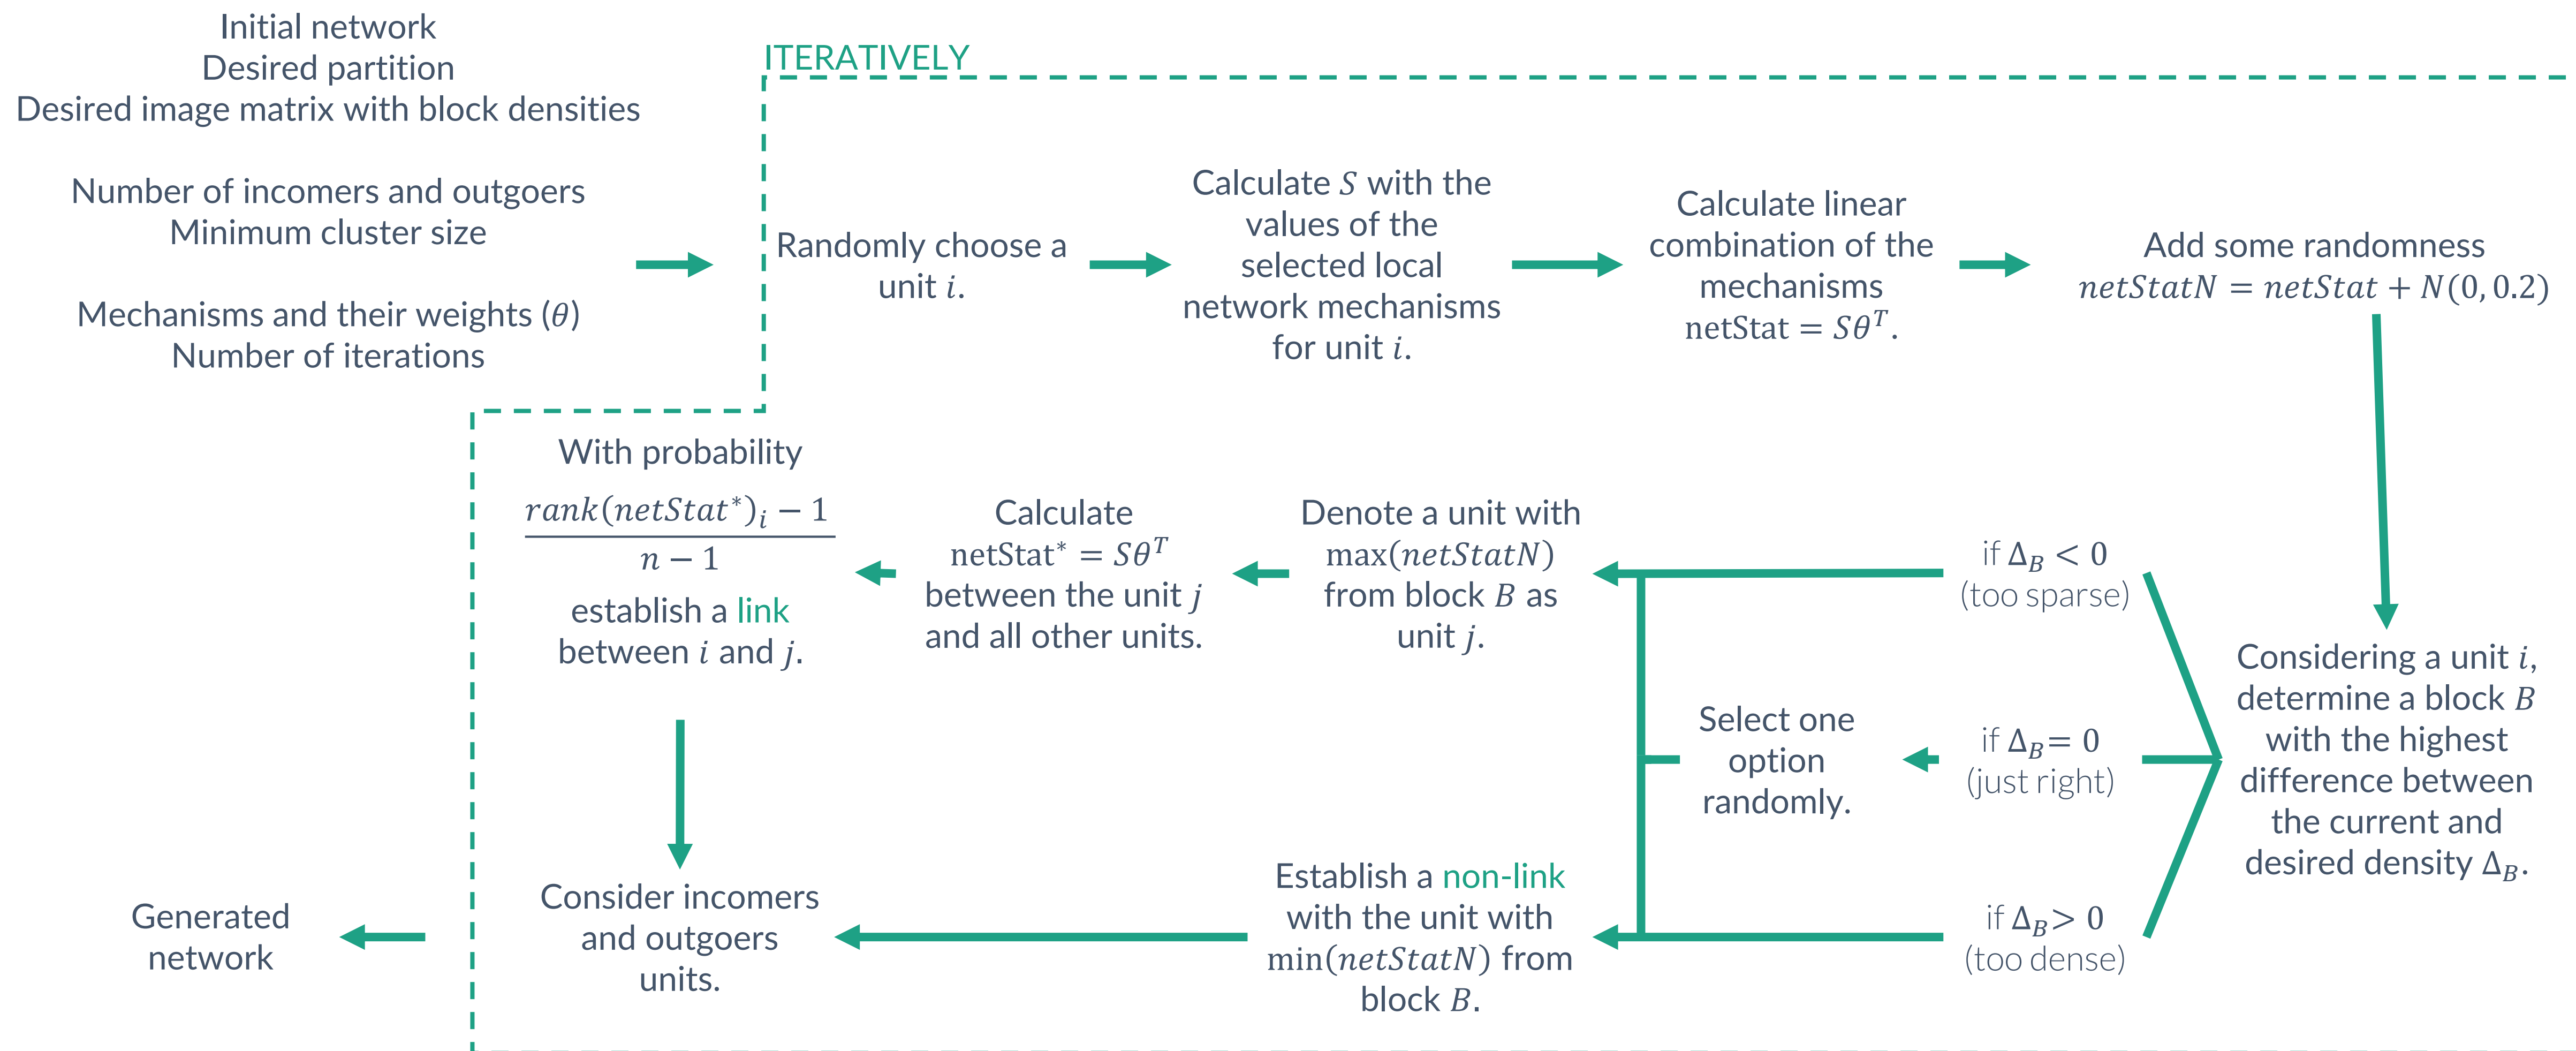 Initial network
Desired partition
Desired image matrix with block densities
Number of incomers and outgoers
Minimum cluster size
Mechanisms and their weights (θ)
Number of iterations
ITERATIVELY
Randomly choose a
unit i.
Calculate S with the
values of the
selected local
network mechanisms
for unit i.
Calculate linear
combination of the
mechanisms
netStat = Sθ^T.
Add some randomness
netStatN = netStat + N(0, 0.2)
Considering a unit i,
determine a block B
with the highest
difference between
the current and
desired density Δ_B.
if Δ_B < 0
(too sparse)
if Δ_B= 0
(just right)
if Δ_B> 0
(too dense)
Select one
option
randomly.
Denote a unit with
max(netStatN)
from block B as
unit j.
Calculate
netStat* = Sθ^T
between the unit j
and all other units.
With probability
rank(netStat*)_i − 1
n − 1
establish a link
between i and j.
Establish a non-link
with the unit with
min(netStatN) from
block B.
Consider incomers
and outgoers
units.
Generated
network